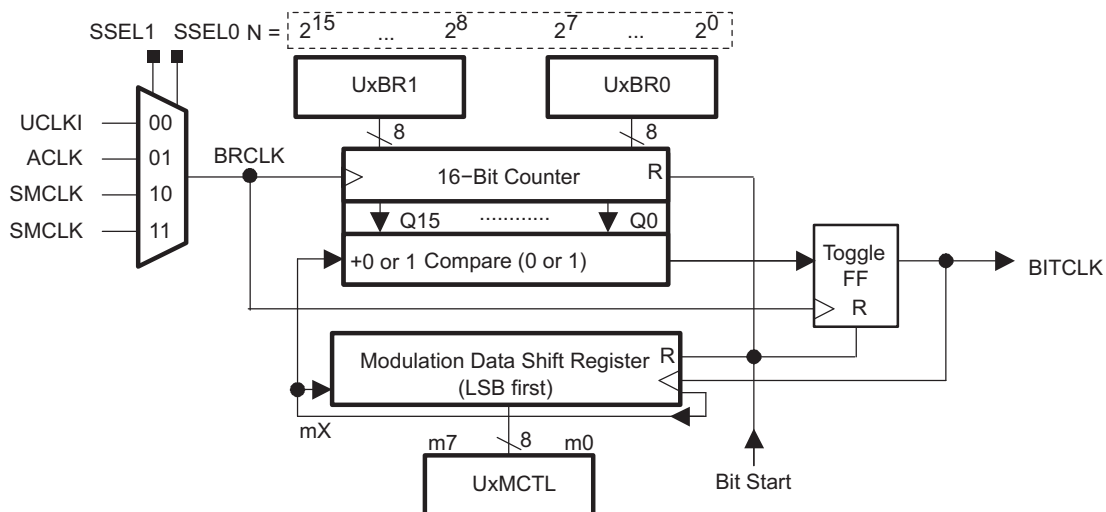 SSEL1 SSEL0 N = 2^15 ... 2^8 2^7 ... 2^0
UxBR1 UxBR0
8 8
UCLKI 00
ACLK 01
SMCLK 10
SMCLK 11
BRCLK
16−Bit Counter R
Q15 ............ Q0
+0 or 1 Compare (0 or 1)
Toggle
FF
R
BITCLK
Modulation Data Shift Register R
(LSB first)
mX
m7 8 m0
UxMCTL
Bit Start